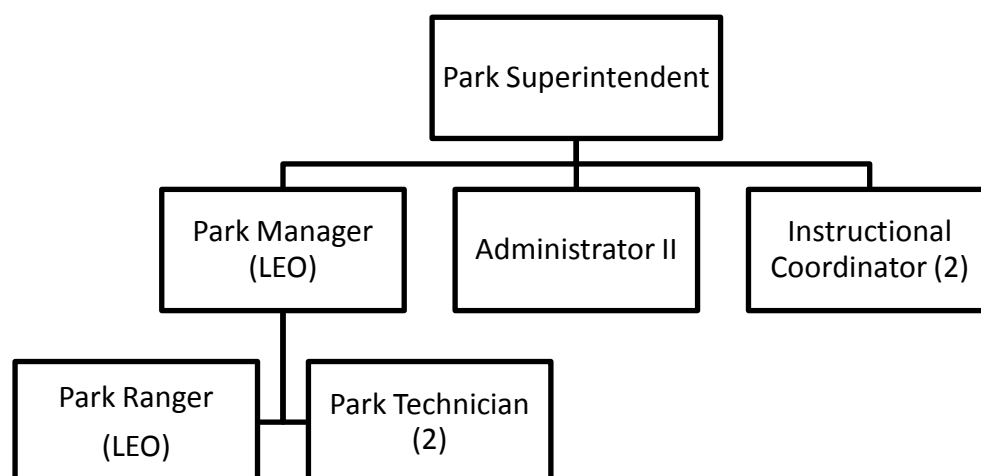 Park Superintendent
Park Manager
(LEO)
Administrator II
Instructional
Coordinator (2)
Park Ranger
(LEO)
Park Technician
(2)